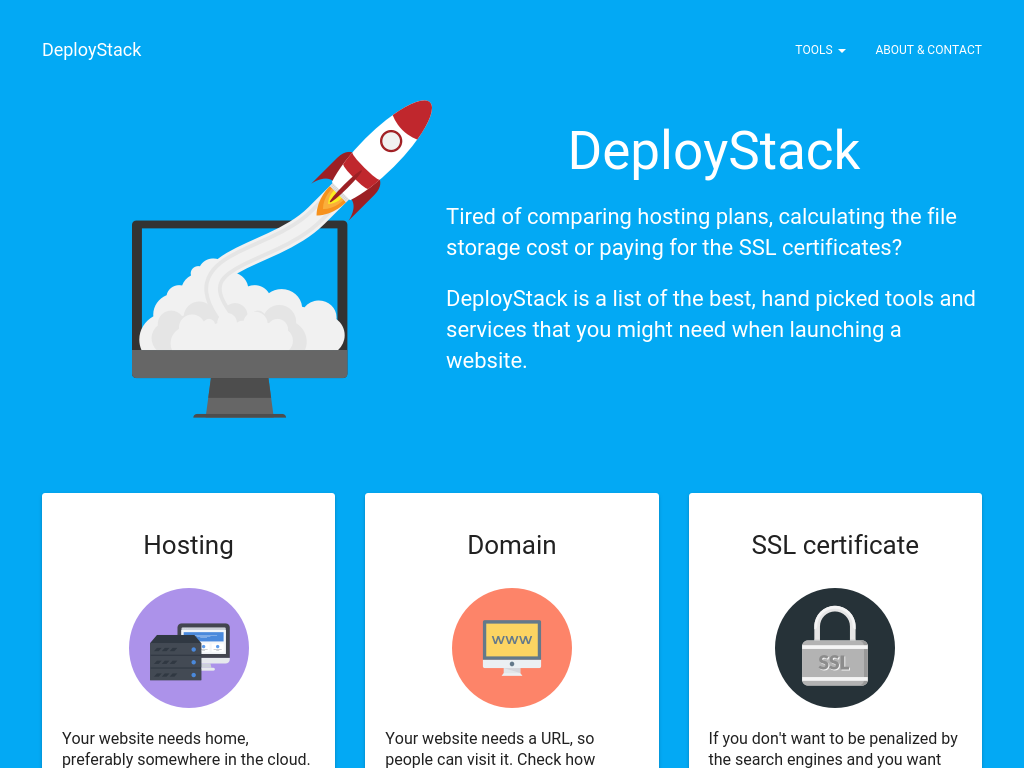 DeployStack
TOOLS
ABOUT & CONTACT
DeployStack
Tired of comparing hosting plans, calculating the file
storage cost or paying for the SSL certificates?
DeployStack is a list of the best, hand picked tools and
services that you might need when launching a
website.
Hosting
Domain
SSL certificate
WWW
SSL
Your website needs home,
preferably somewhere in the cloud.
Your website needs a URL, so
people can visit it. Check how
If you don't want to be penalized by
the search engines and you want